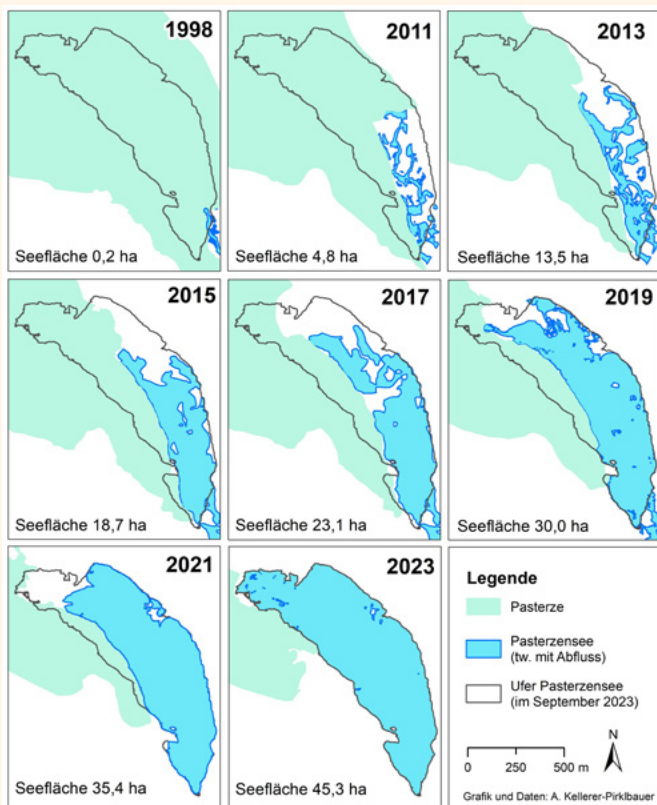 1998
Seefläche 0,2 ha
2011
Seefläche 4,8 ha
2013
Seefläche 13,5 ha
2015
Seefläche 18,7 ha
2017
Seefläche 23,1 ha
2019
Seefläche 30,0 ha
2021
Seefläche 35,4 ha
2023
Seefläche 45,3 ha
Legende
Pasterze
Pasterzensee
(tw. mit Abfluss)
Ufer Pasterzensee
(im September 2023)
N
0 250 500 m
Grafik und Daten: A. Kellerer-Pirklbauer